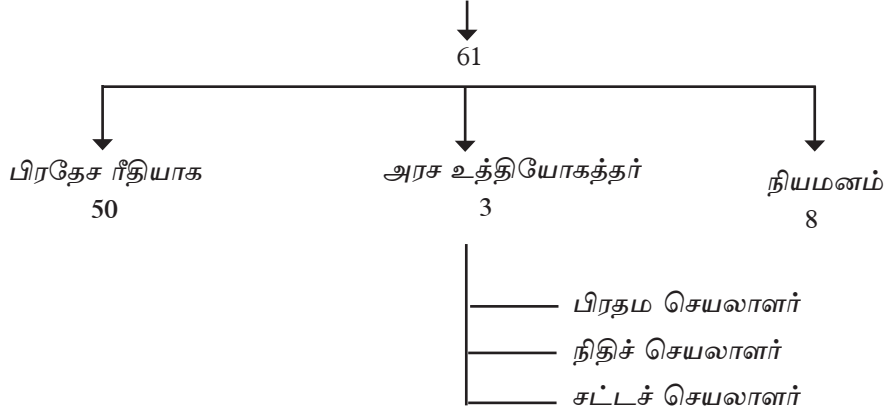 61
பிரதேச ரீதியாக
50
அரச உத்தியோகத்தர்
3
நியமனம்
8
பிரதம செயலாளர்
நிதிச் செயலாளர்
சட்டச் செயலாளர்